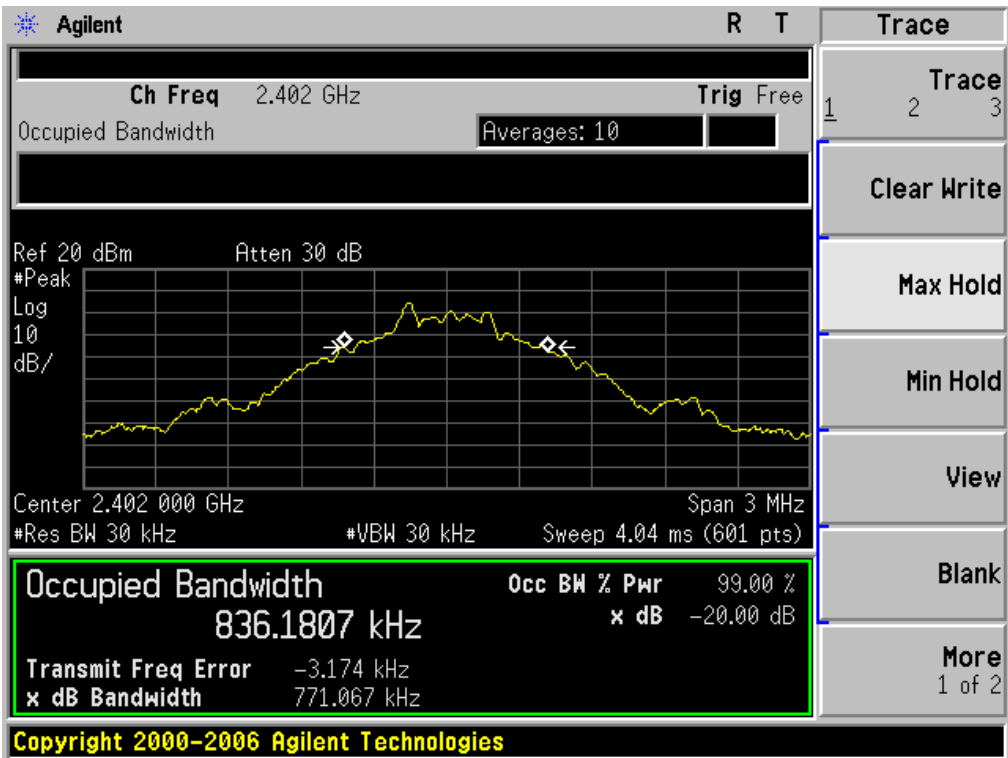 Agilent R T Trace
Ch Freq 2.402 GHz Trig Free
Occupied Bandwidth Averages: 10
Ref 20 dBm Atten 30 dB
#Peak
Log
10
dB/
Center 2.402 000 GHz Span 3 MHz
#Res BW 30 kHz #VBW 30 kHz Sweep 4.04 ms (601 pts)
Occupied Bandwidth Occ BW % Pwr 99.00 %
836.1807 kHz x dB -20.00 dB
Transmit Freq Error -3.174 kHz
x dB Bandwidth 771.067 kHz
Copyright 2000-2006 Agilent Technologies
Trace
1 2 3
Clear Write
Max Hold
Min Hold
View
Blank
More
1 of 2